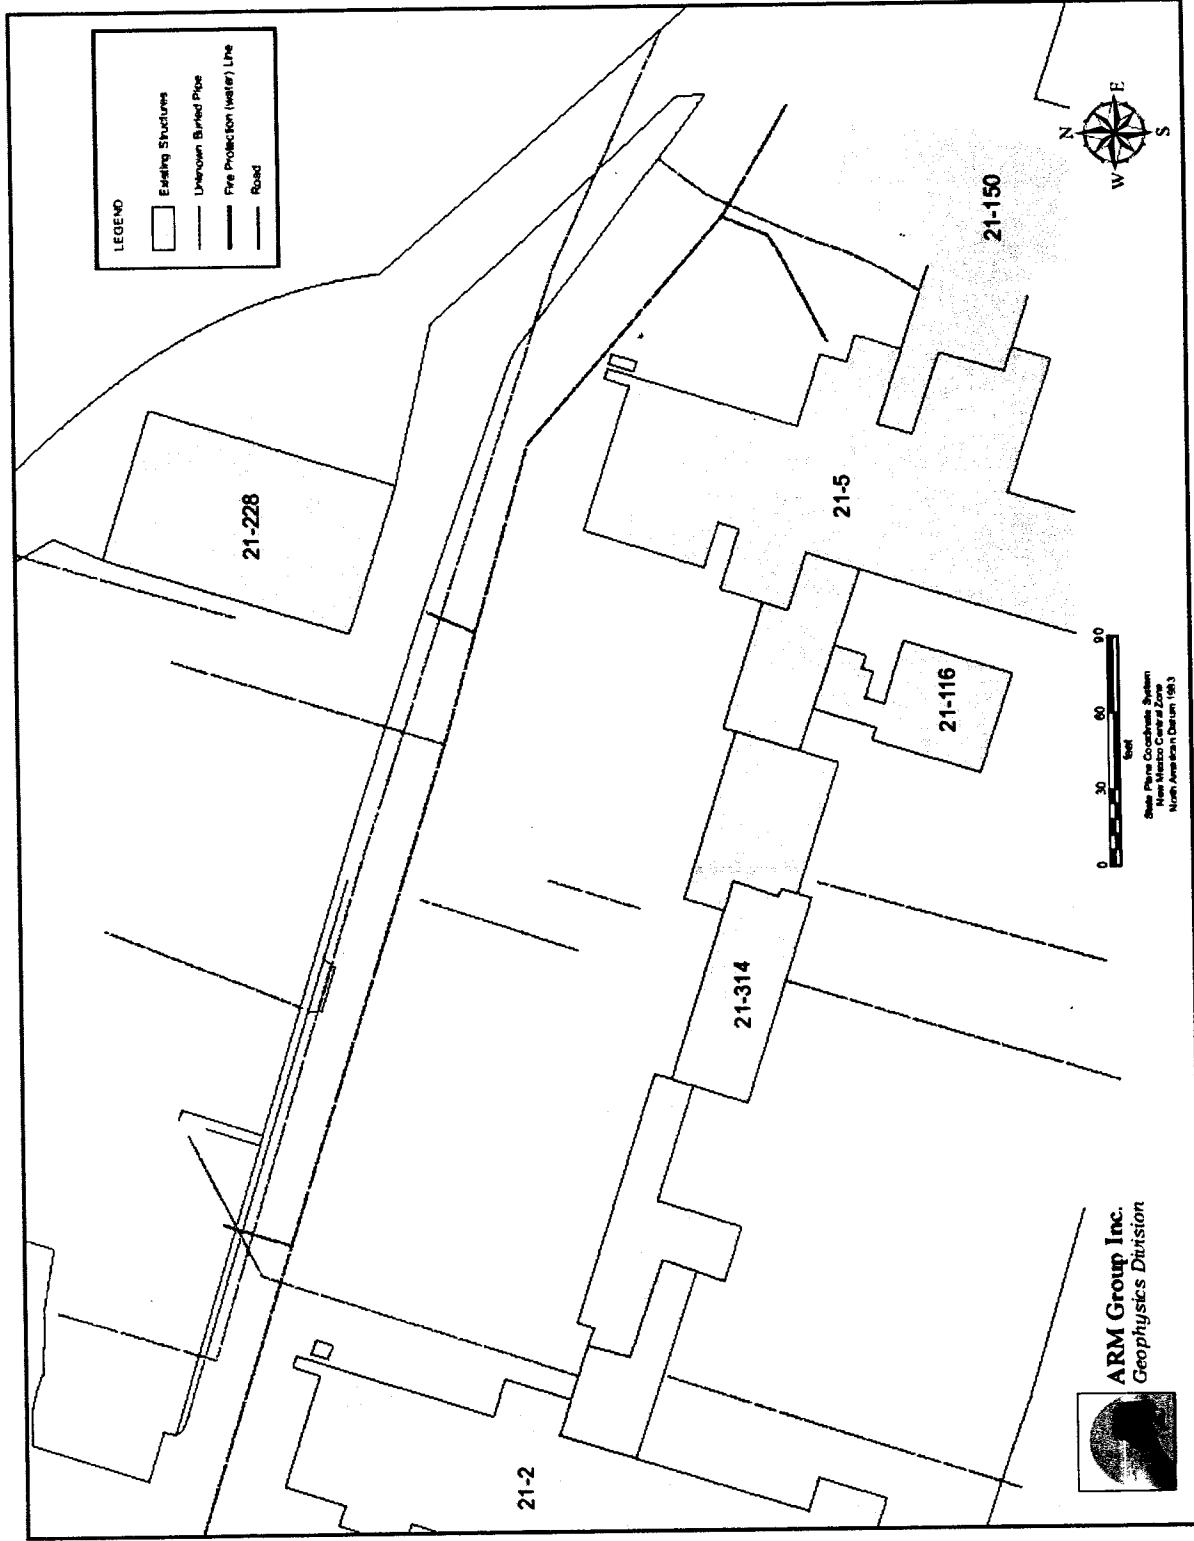 LEGEND
Existing Structures
Unknown Buried Pipe
Fire Protection (water) Line
Road
21-228
21-150
21-5
21-116
21-314
21-2
N
E
S
W
0 30 60 90
feet
State Plane Coordinate System
New Mexico Central Zone
North American Datum 1983
ARM Group Inc.
Geophysics Division